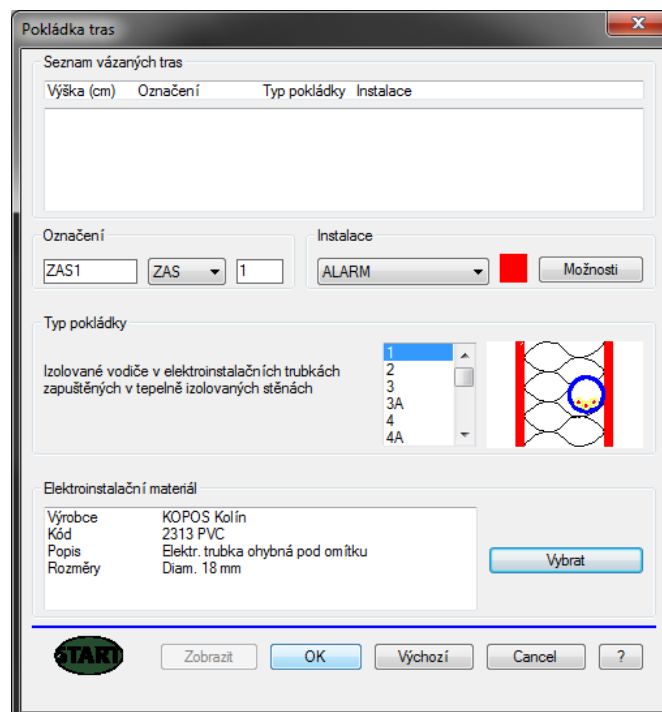 Pokládka tras
Seznam vázaných tras
Výška (cm) Označení Typ pokládky Instalace
Označení
Instalace
ZAS1 ZAS 1
ALARM
Možnosti
Typ pokládky
Izolované vodiče v elektroinstalačních trubkách
zapuštěných v tepelně izolovaných stěnách
1
2
3
3A
4
4A
Elektroinstalační materiál
Výrobce KOPOS Kolín
Kód 2313 PVC
Popis Elektr. trubka ohybná pod omítku
Rozměry Diam. 18 mm
Vybrat
START
Zobrazit OK Výchozí Cancel ?